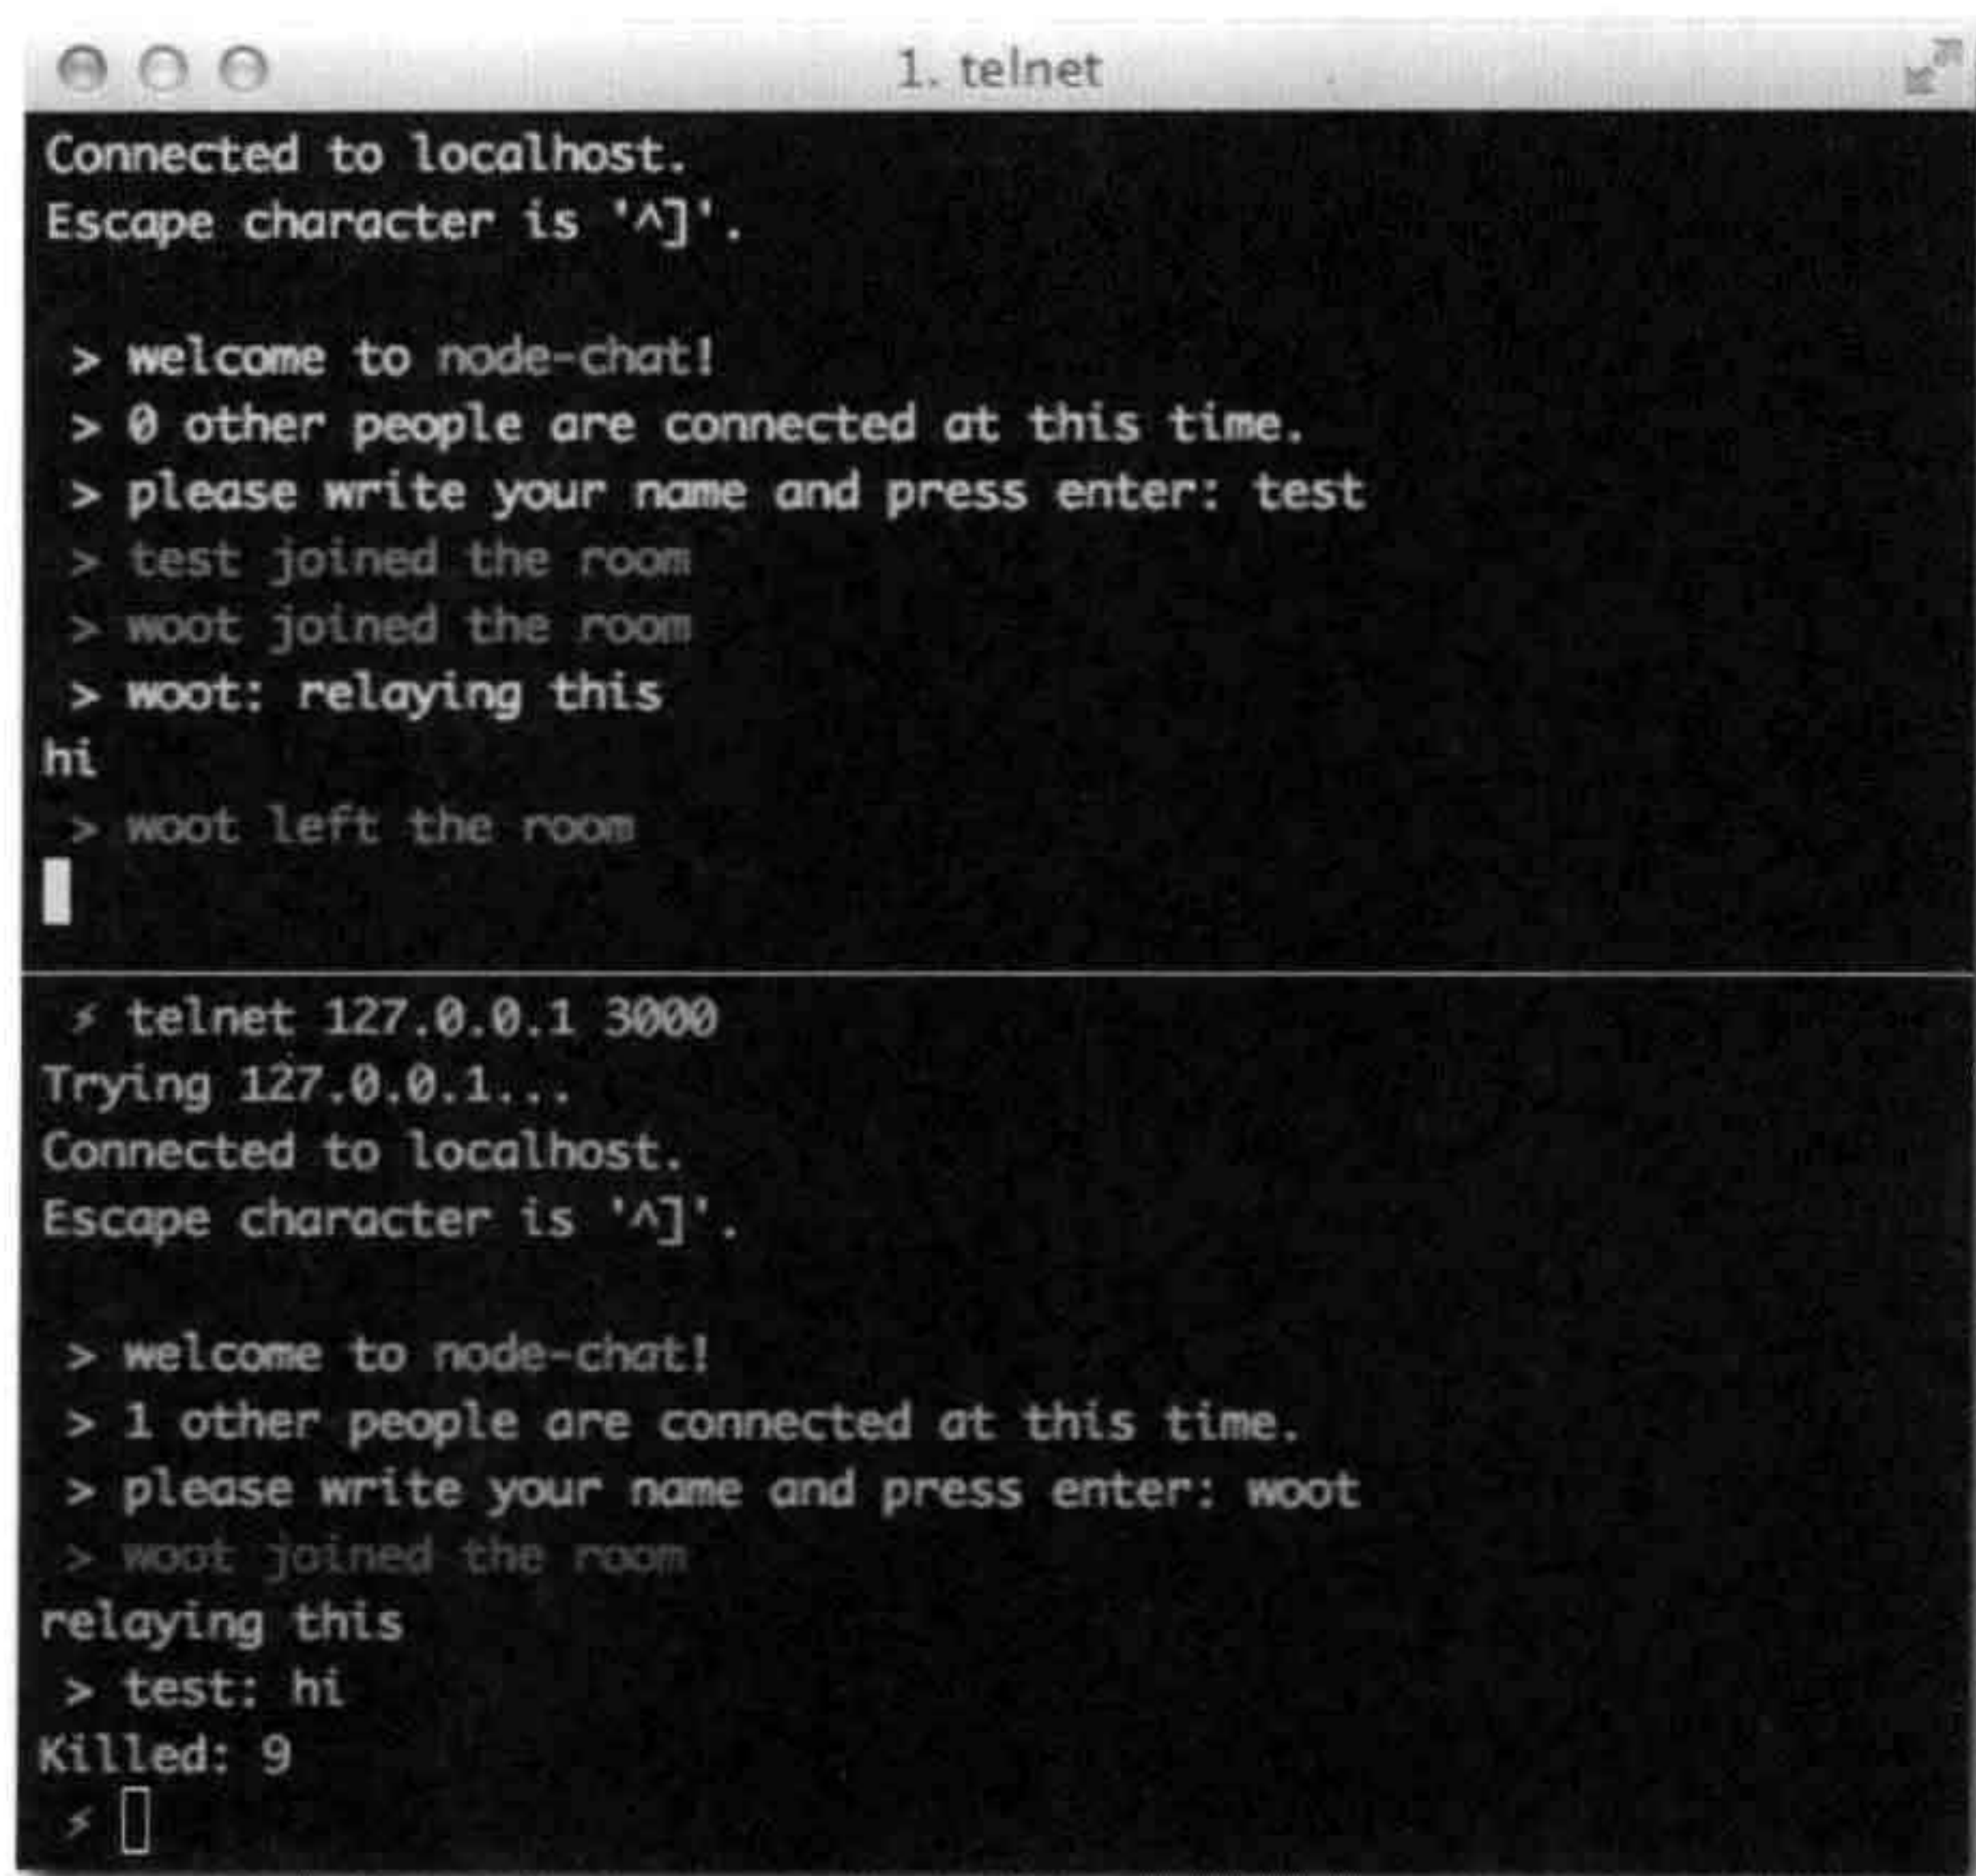 1. telnet
Connected to localhost.
Escape character is '^]'.
> welcome to node-chat!
> 0 other people are connected at this time.
> please write your name and press enter: test
> test joined the room
> woot joined the room
> woot: relaying this
hi
> woot left the room
⚡ telnet 127.0.0.1 3000
Trying 127.0.0.1...
Connected to localhost.
Escape character is '^]'.
> welcome to node-chat!
> 1 other people are connected at this time.
> please write your name and press enter: woot
> woot joined the room
relaying this
> test: hi
Killed: 9
⚡